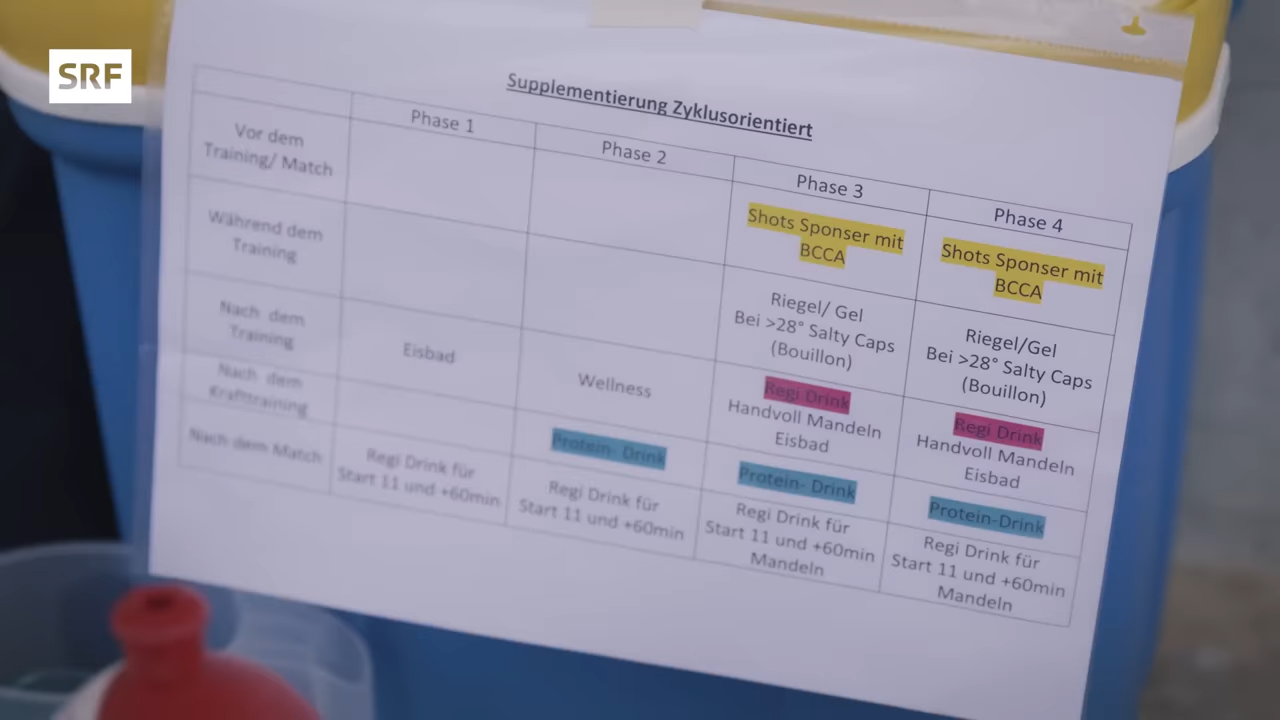 SRF
Supplementierung Zyklusorientiert
Phase 1
Phase 2
Phase 3
Phase 4
Vor dem
Training/ Match
Shots Sponser mit
BCCA
Shots Sponser mit
BCCA
Während dem
Training
Riegel/ Gel
Bei >28° Salty Caps
(Bouillon)
Riegel/Gel
Bei >28° Salty Caps
(Bouillon)
Nach dem
Training
Eisbad
Wellness
Regi Drink
Handvoll Mandeln
Eisbad
Regi Drink
Handvoll Mandeln
Eisbad
Nach dem
Krafttraining
Protein- Drink
Protein- Drink
Protein-Drink
Nach dem Match
Regi Drink für
Start 11 und +60min
Regi Drink für
Start 11 und +60min
Regi Drink für
Start 11 und +60min
Mandeln
Regi Drink für
Start 11 und +60min
Mandeln